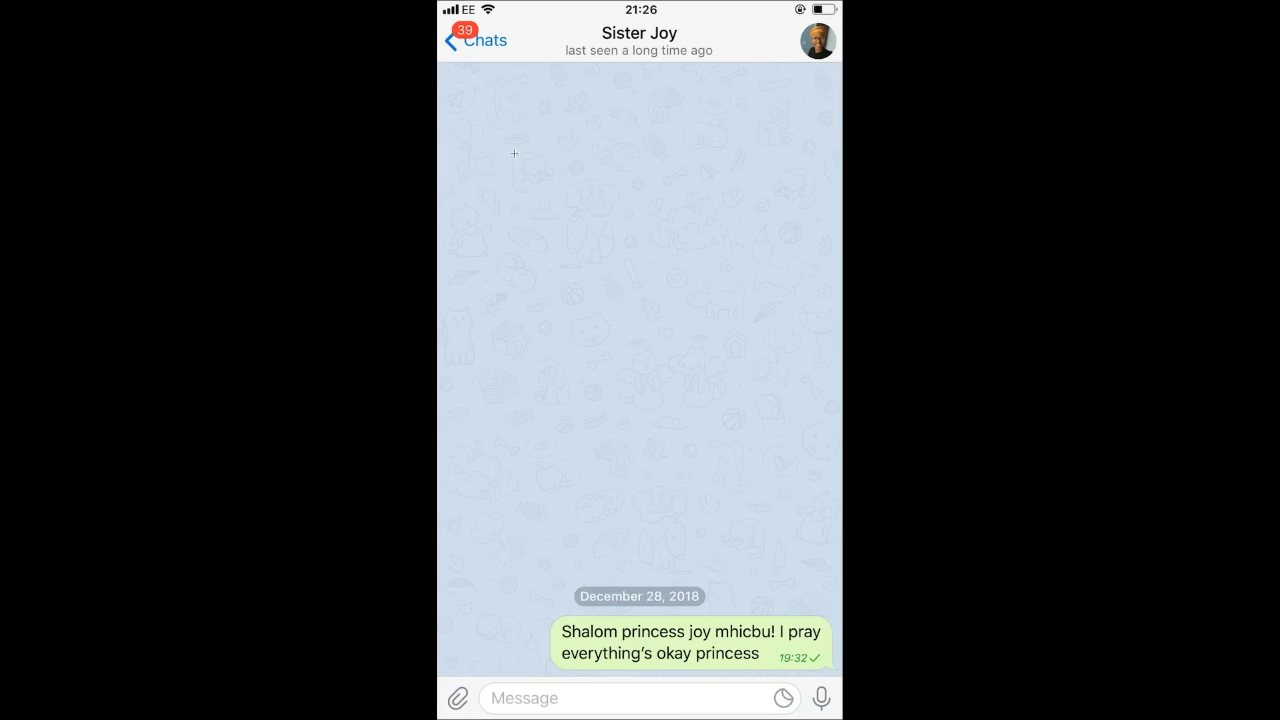 EE
21:26
39
Chats
Sister Joy
last seen a long time ago
December 28, 2018
Shalom princess joy mhicbu! I pray
everything's okay princess
19:32
Message